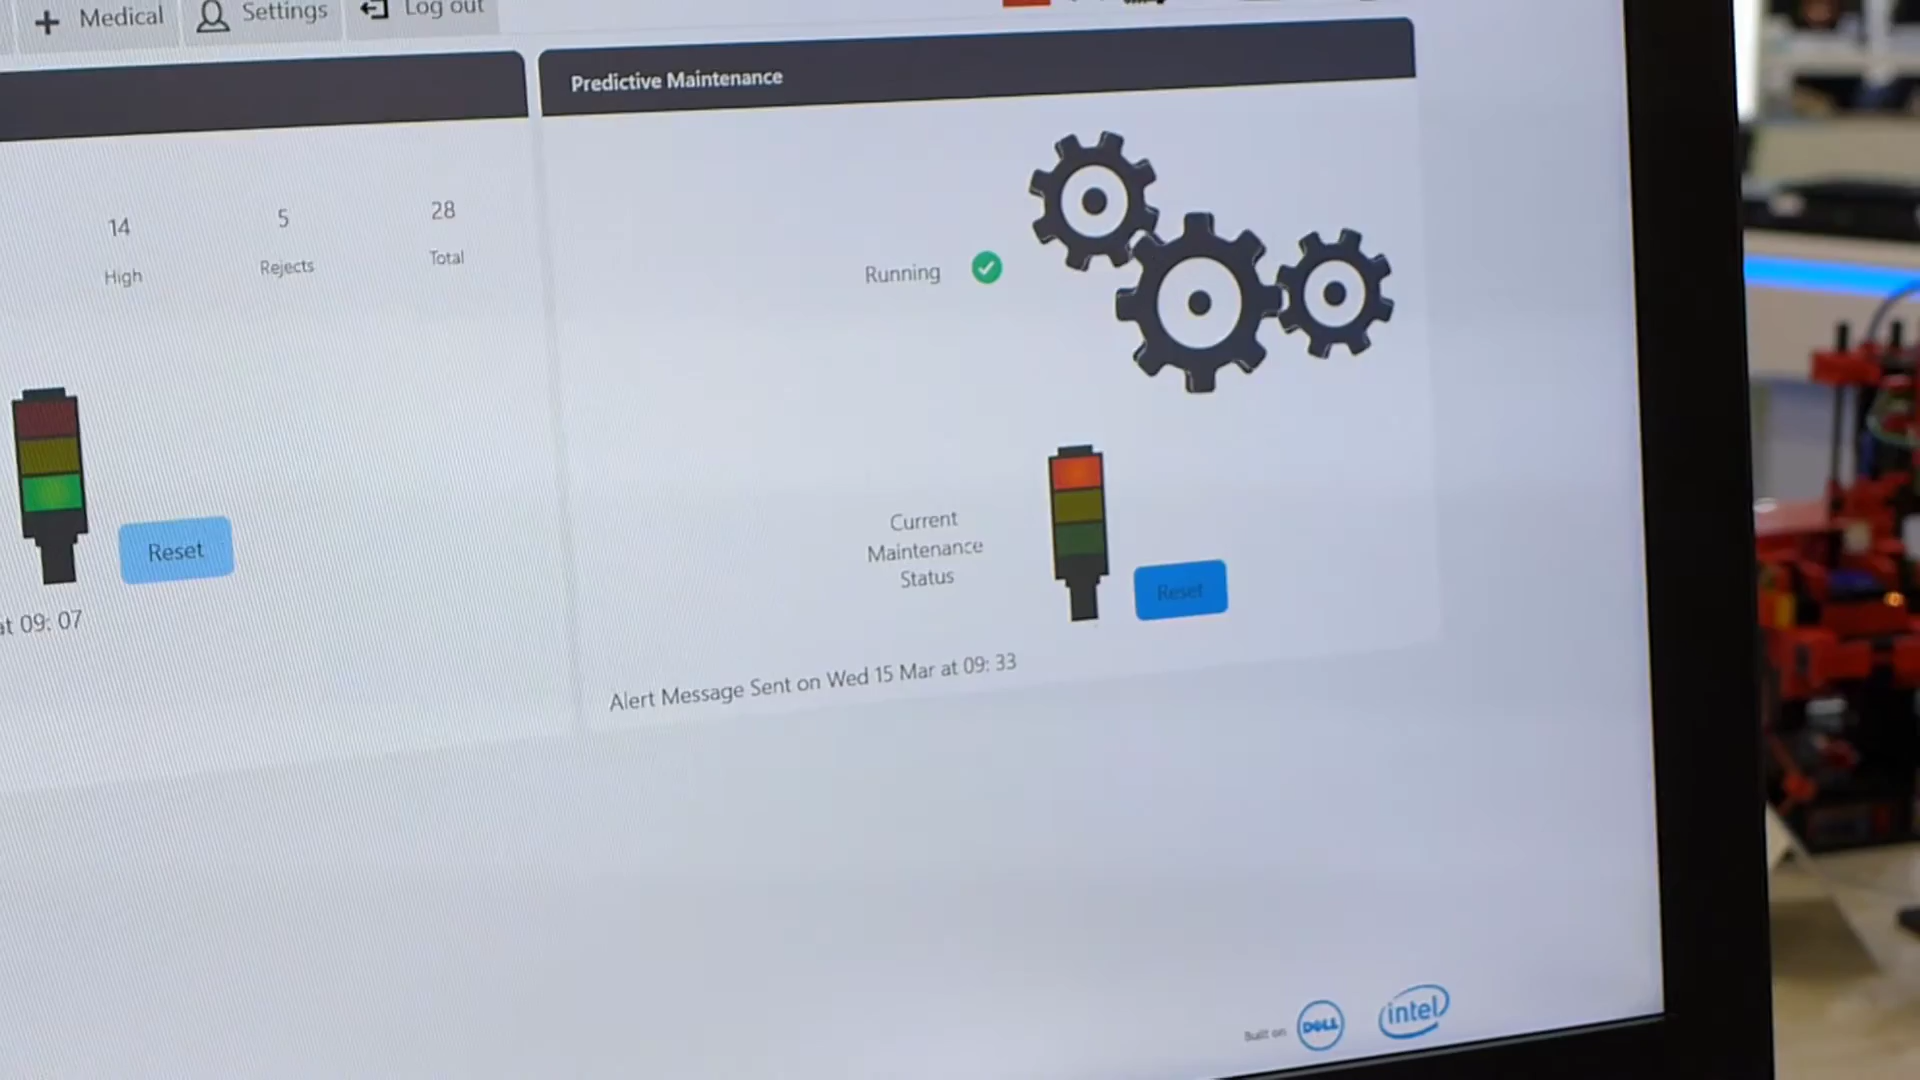 Medical
Settings
Log out
Predictive Maintenance
14
5
28
High
Rejects
Total
Running
Current
Maintenance
Status
Reset
Reset
at 09: 07
Alert Message Sent on Wed 15 Mar at 09: 33
Built on
DELL
intel